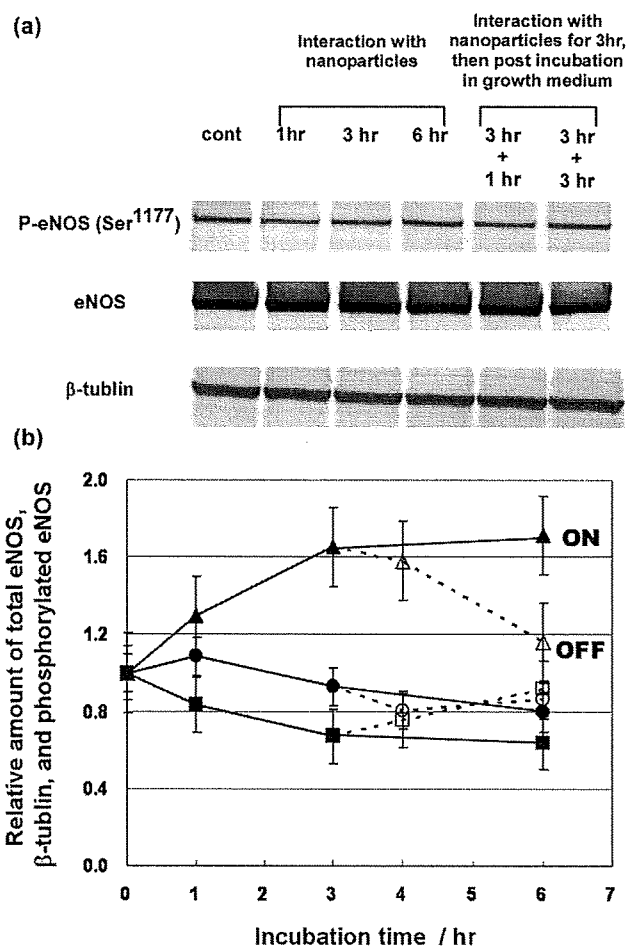 (a)
Interaction with
nanoparticles
Interaction with
nanoparticles for 3hr,
then post incubation
in growth medium
cont 1hr 3 hr 6 hr 3 hr 3 hr
+ +
1 hr 3 hr
P-eNOS (Ser1177)
eNOS
β-tublin
(b)
Relative amount of total eNOS,
β-tublin, and phosphorylated eNOS
2.0
1.6
1.2
0.8
0.4
0.0
ON
OFF
0 1 2 3 4 5 6 7
Incubation time / hr